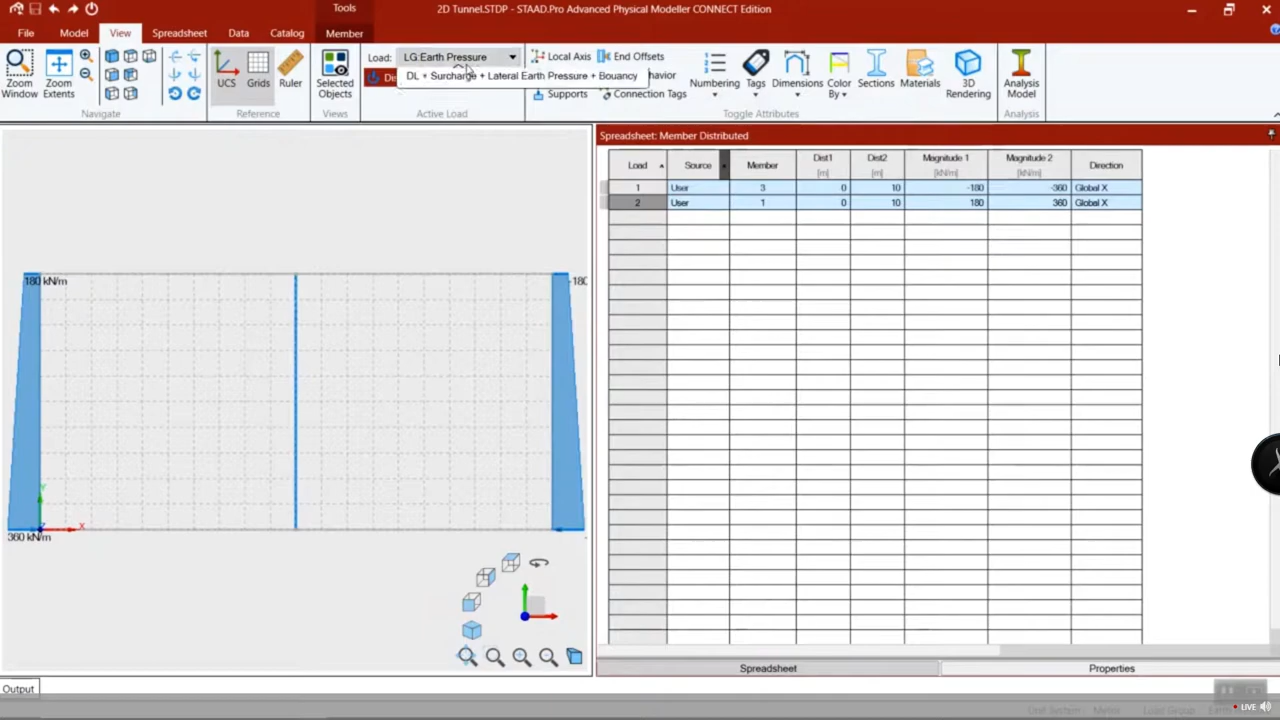 Tools
2D Tunnel.STDP - STAAD.Pro Advanced Physical Modeller CONNECT Edition
File Model View Spreadsheet Data Catalog Member
Load: LG:Earth Pressure
DL + Surcharge + Lateral Earth Pressure + Bouancy
Zoom Window
Zoom Extents
UCS
Grids
Ruler
Selected Objects
Local Axis
End Offsets
Supports
Connection Tags
Numbering
Tags
Dimensions
Color By
Sections
Materials
3D Rendering
Analysis Model
Navigate Reference Views Active Load Toggle Attributes Analysis
Spreadsheet: Member Distributed
Load Source Member Dist1 Dist2 Magnitude 1 Magnitude 2 Direction
[m] [m] [kN/m] [kN/m]
1 User 3 0 10 -180 -360 Global X
2 User 1 0 10 180 360 Global X
180 kN/m
-180
Y
X
360 kN/m
Spreadsheet Properties
Output
LIVE